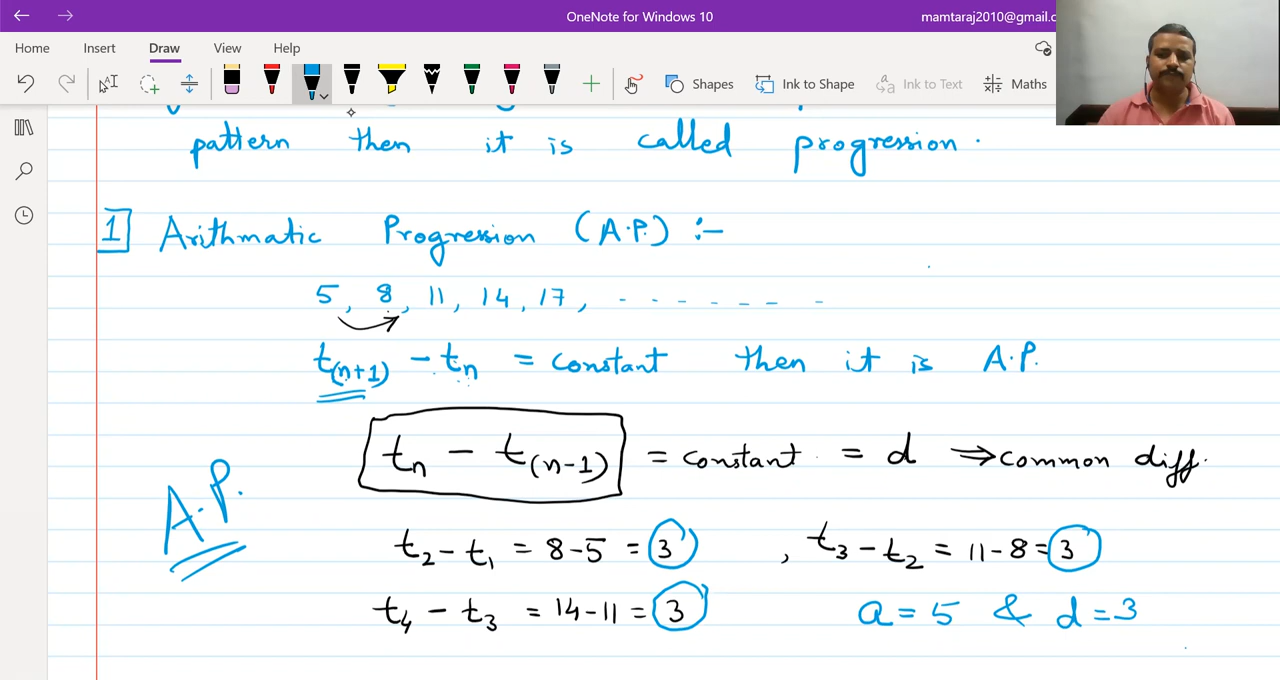 OneNote for Windows 10
Home Insert Draw View Help
Shapes Ink to Shape Ink to Text Maths
pattern then it is called progression.
1 Arithmatic Progression (A.P.) :-
5, 8, 11, 14, 17, - - - - - - -
t(n+1) - tn = constant then it is A.P.
tn - t(n-1) = constant = d ⇒ common diff.
A.P.
t2 - t1 = 8 - 5 = 3 , t3 - t2 = 11 - 8 = 3
t4 - t3 = 14 - 11 = 3 a = 5 & d = 3